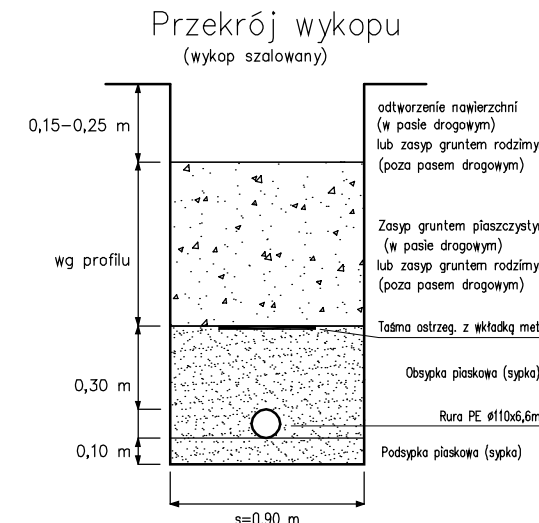 Przekrój wykopu
(wykop szalowany)
0,15-0,25 m
odtworzenie nawierzchni
(w pasie drogowym)
lub zasyp gruntem rodzimy
(poza pasem drogowym)
wg profilu
Zasyp gruntem piaszczystyr
(w pasie drogowym)
lub zasyp gruntem rodzimy
(poza pasem drogowym)
Taśma ostrzeg. z wkładką met
0,30 m
Obsypka piaskowa (sypka)
Rura PE ø110x6,6m
0,10 m
Podsypka piaskowa (sypka)
s=0,90 m